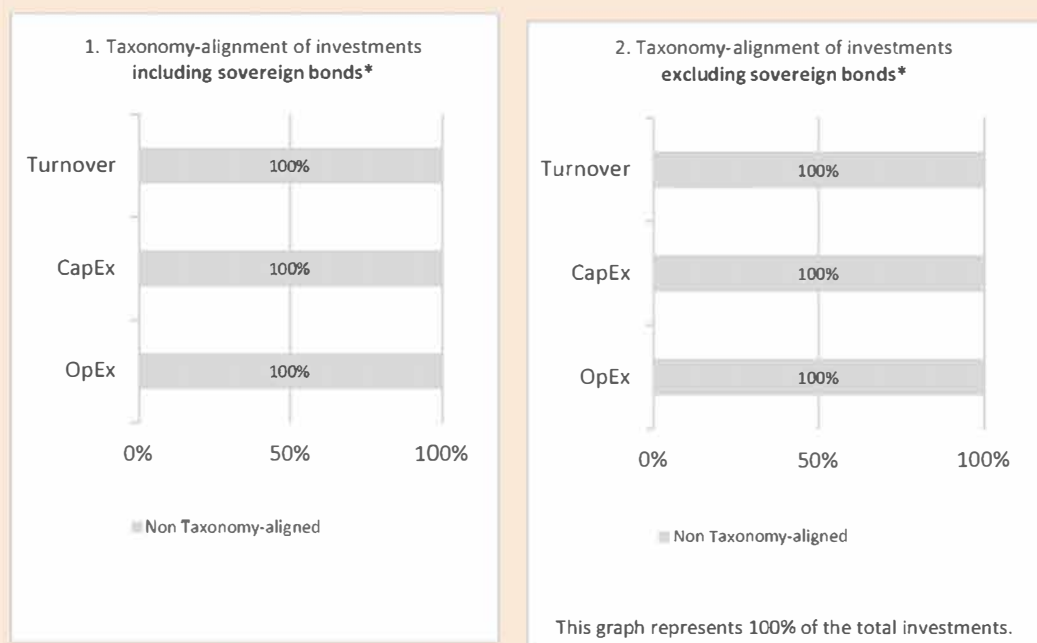 1. Taxonomy-alignment of investments
including sovereign bonds*
Turnover
100%
CapEx
100%
OpEx
100%
0% 50% 100%
Non Taxonomy-aligned
2. Taxonomy-alignment of investments
excluding sovereign bonds*
Turnover
100%
CapEx
100%
OpEx
100%
0% 50% 100%
Non Taxonomy-aligned
This graph represents 100% of the total investments.